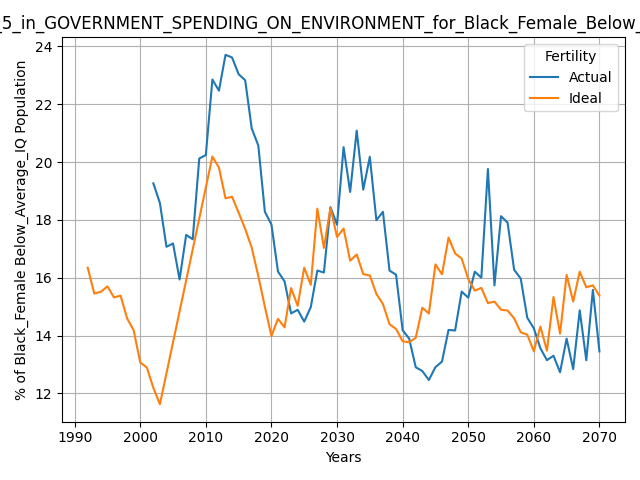 _5_in_GOVERNMENT_SPENDING_ON_ENVIRONMENT_for_Black_Female_Below_
% of Black_Female Below_Average_IQ Population
24
22
20
18
16
14
12
Fertility
Actual
Ideal
1990 2000 2010 2020 2030 2040 2050 2060 2070
Years